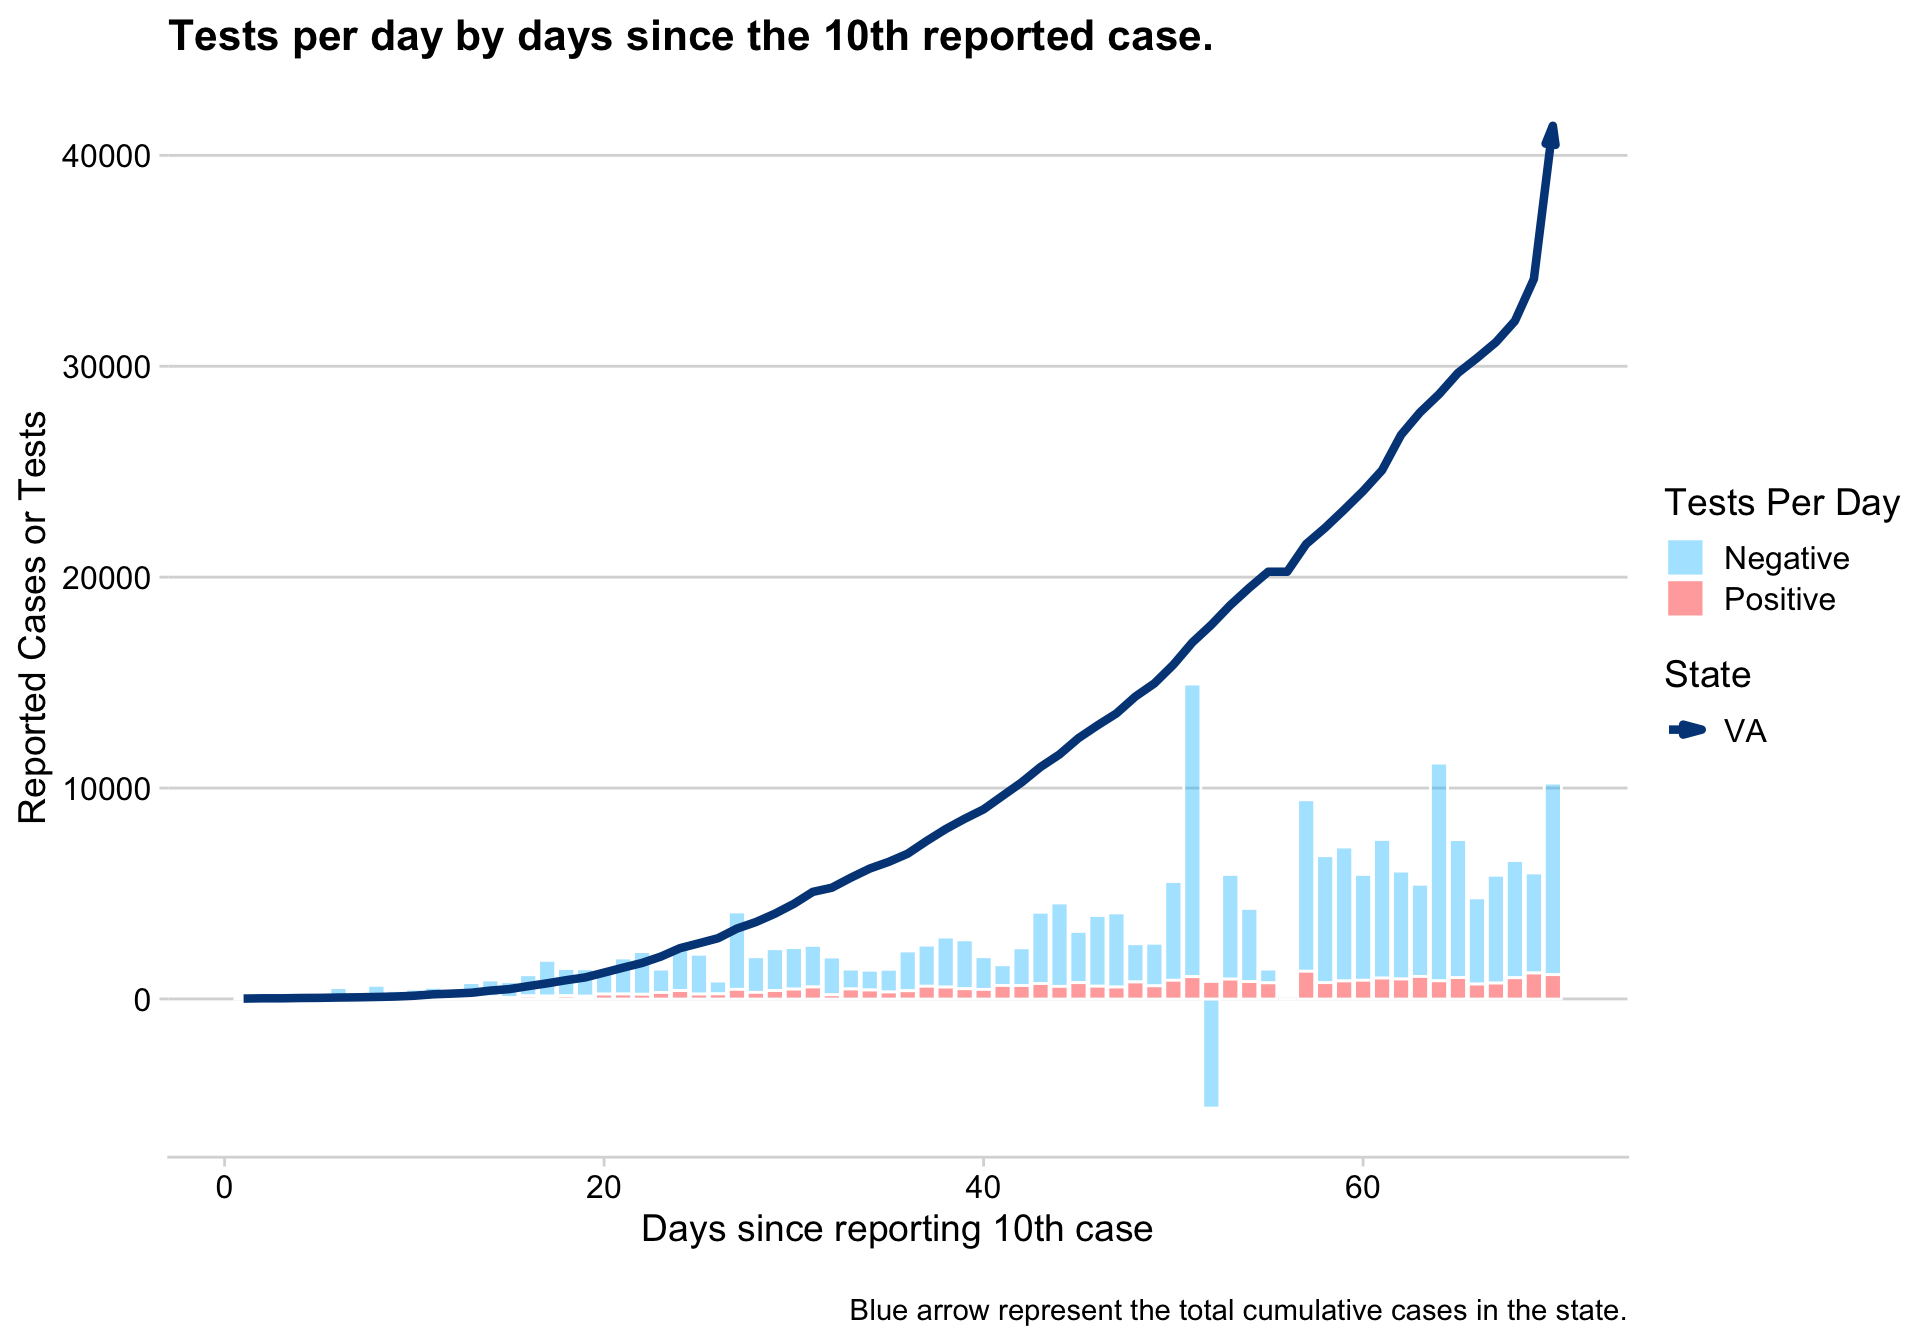 Tests per day by days since the 10th reported case.
40000
30000
20000
10000
0
Reported Cases or Tests
0
20
40
60
Days since reporting 10th case
Tests Per Day
Negative
Positive
State
VA
Blue arrow represent the total cumulative cases in the state.